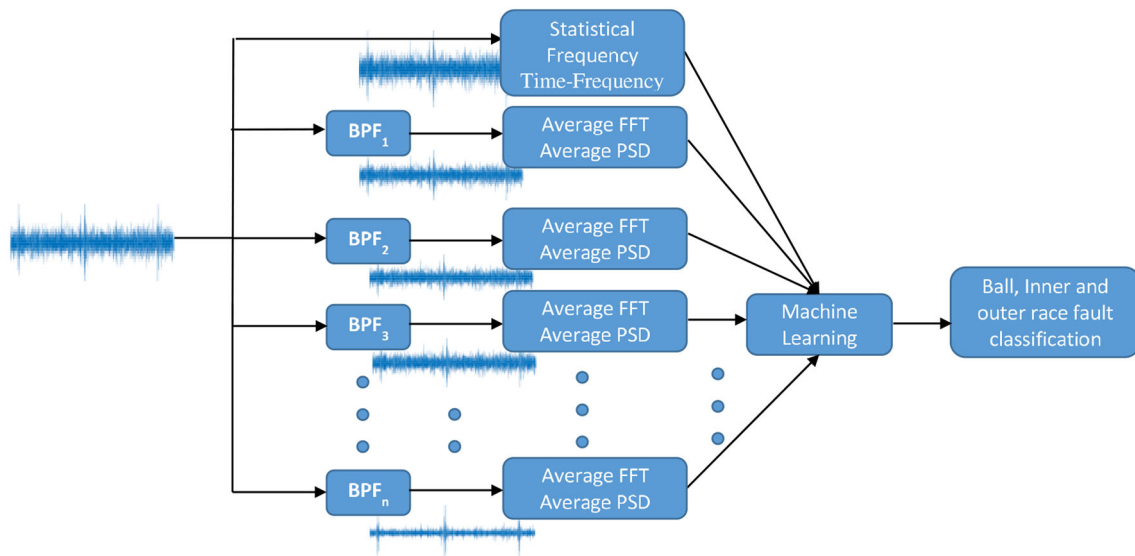 Statistical
Frequency
Time-Frequency
BPF1
Average FFT
Average PSD
BPF2
Average FFT
Average PSD
BPF3
Average FFT
Average PSD
Machine
Learning
Ball, Inner and
outer race fault
classification
BPFn
Average FFT
Average PSD